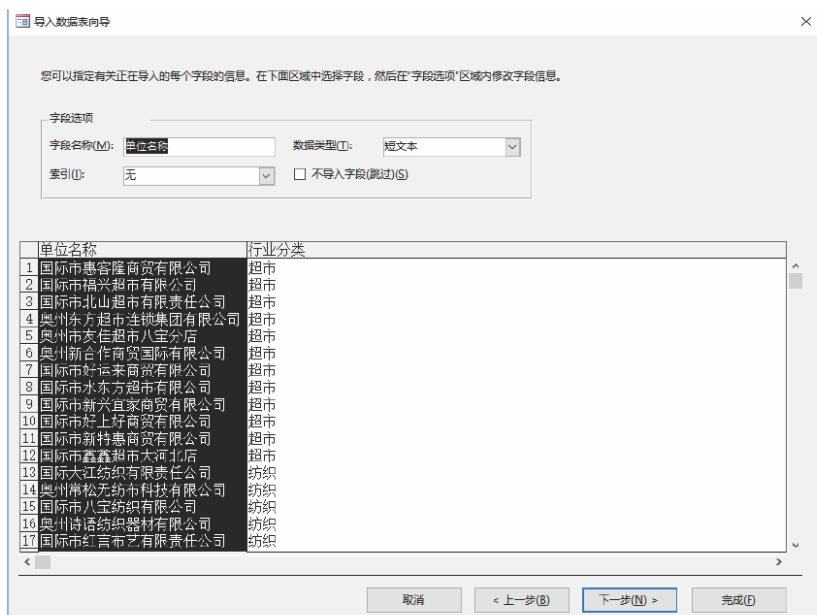 导入数据表向导
您可以指定有关正在导入的每个字段的信息。在下面区域中选择字段，然后在"字段选项"区域内修改字段信息。
字段选项
字段名称(M): 单位名称 数据类型(T): 短文本
索引(I): 无 不导入字段(跳过)(S)
单位名称 行业分类
1 国际市惠客隆商贸有限公司 超市
2 国际市福兴超市有限公司 超市
3 国际市北山超市有限责任公司 超市
4 奥州东方超市连锁集团有限公司 超市
5 奥州市友佳超市八宝分店 超市
6 奥州新合作商贸国际有限公司 超市
7 国际市好运来商贸有限公司 超市
8 国际市水东方超市有限公司 超市
9 国际市新兴宜家商贸有限公司 超市
10 国际市好上好商贸有限公司 超市
11 国际市新特惠商贸有限公司 超市
12 国际市鑫鑫超市大河北店 超市
13 国际大江纺织有限责任公司 纺织
14 奥州常松无纺布科技有限公司 纺织
15 国际市八宝纺织有限公司 纺织
16 奥州诗语纺织器材有限公司 纺织
17 国际市红言布艺有限责任公司 纺织
取消 < 上一步(B) 下一步(N) > 完成(F)